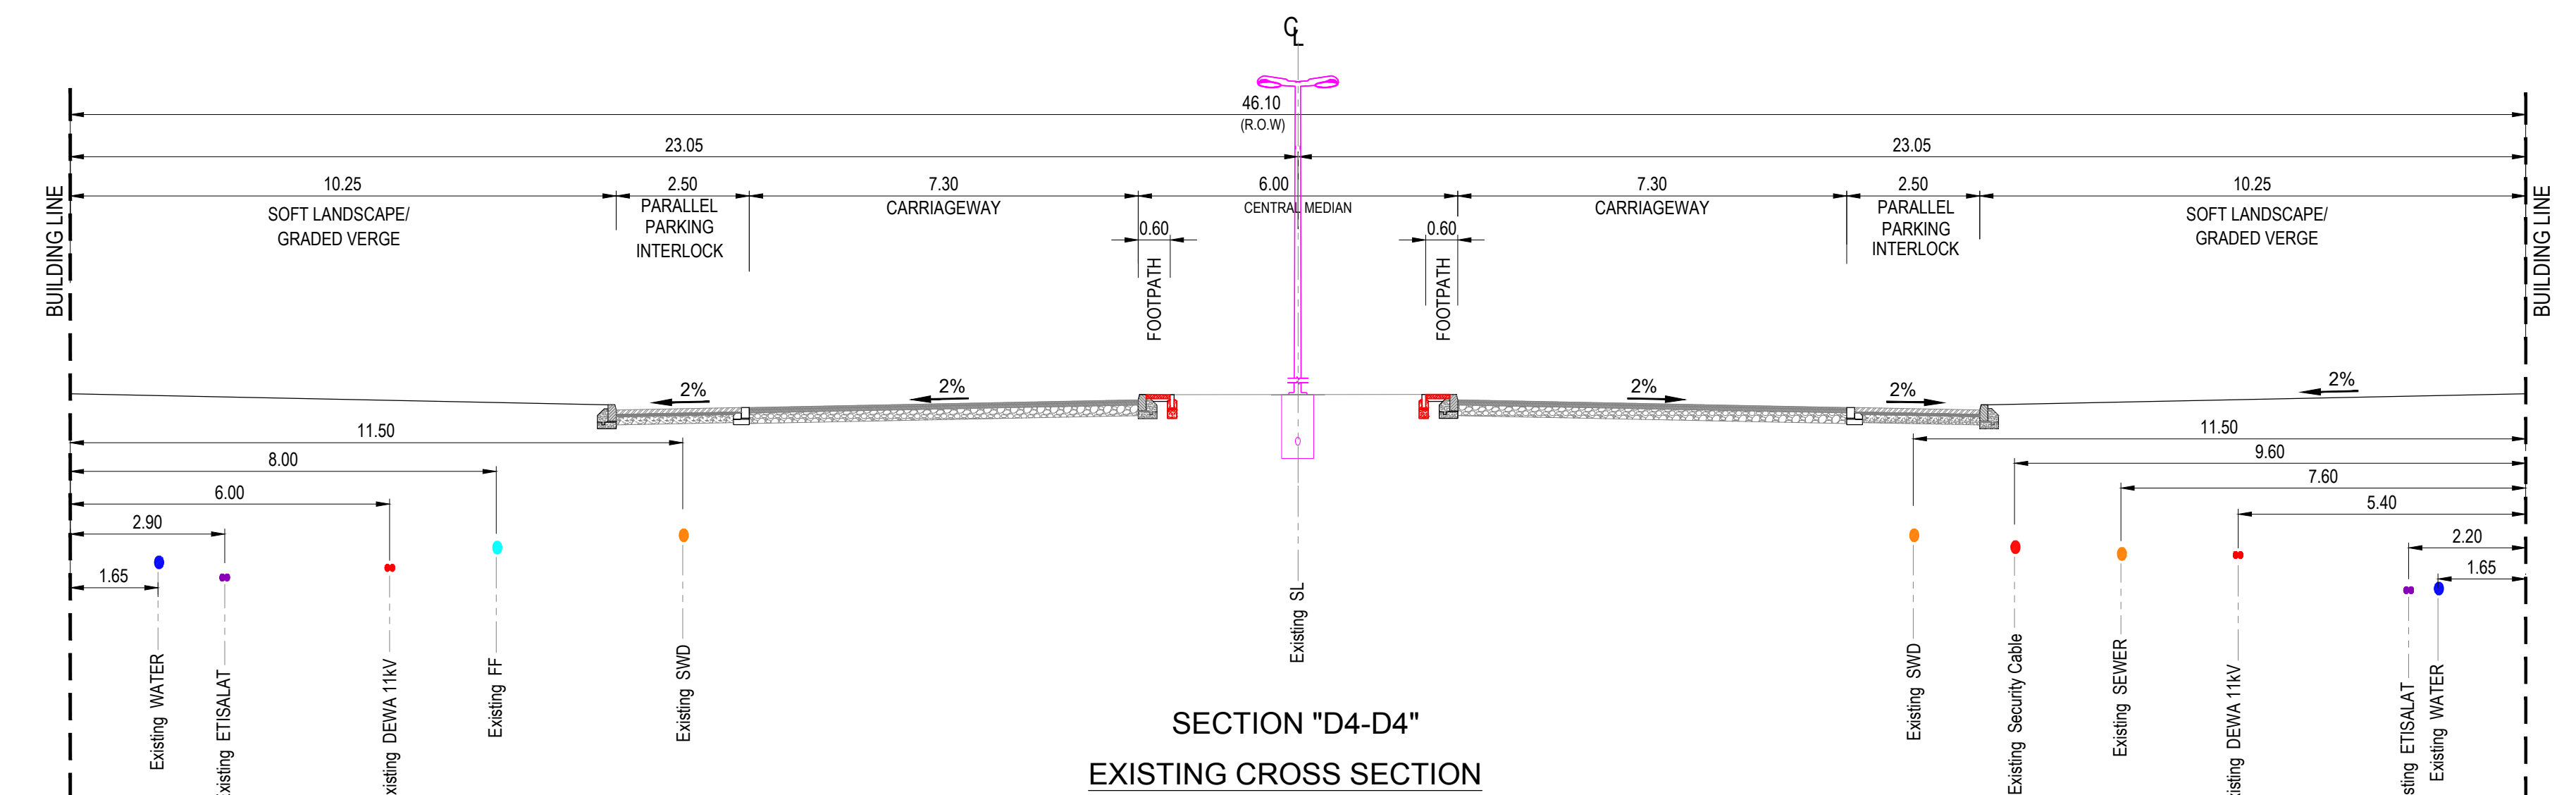 CL
46.10
(R.O.W)
23.05
23.05
10.25
2.50
7.30
6.00
7.30
2.50
10.25
SOFT LANDSCAPE/
GRADED VERGE
PARALLEL
PARKING
INTERLOCK
CARRIAGEWAY
CENTRAL MEDIAN
CARRIAGEWAY
PARALLEL
PARKING
INTERLOCK
SOFT LANDSCAPE/
GRADED VERGE
0.60
0.60
BUILDING LINE
FOOTPATH
FOOTPATH
BUILDING LINE
2%
2%
2%
2%
2%
11.50
8.00
6.00
2.90
1.65
11.50
9.60
7.60
5.40
2.20
1.65
Existing WATER
xisting ETISALAT
xisting DEWA 11kV
Existing FF
Existing SWD
Existing SL
Existing SWD
Existing Security Cable
Existing SEWER
xisting DEWA 11kV
sting ETISALAT
Existing WATER
SECTION "D4-D4"
EXISTING CROSS SECTION